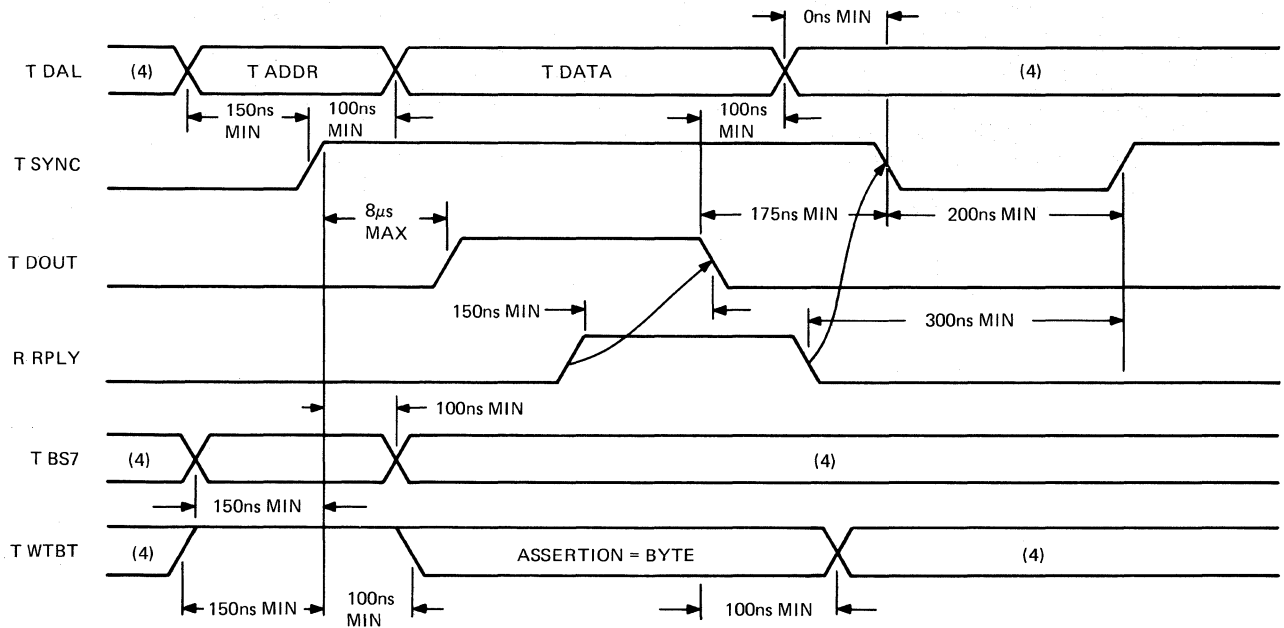 0ns MIN
T DAL
(4)
T ADDR
T DATA
(4)
150ns
MIN
100ns
MIN
100ns
MIN
T SYNC
8μs
MAX
175ns MIN
200ns MIN
T DOUT
150ns MIN
300ns MIN
R RPLY
100ns MIN
T BS7
(4)
(4)
150ns MIN
T WTBT
(4)
ASSERTION = BYTE
(4)
150ns MIN
100ns
MIN
100ns MIN